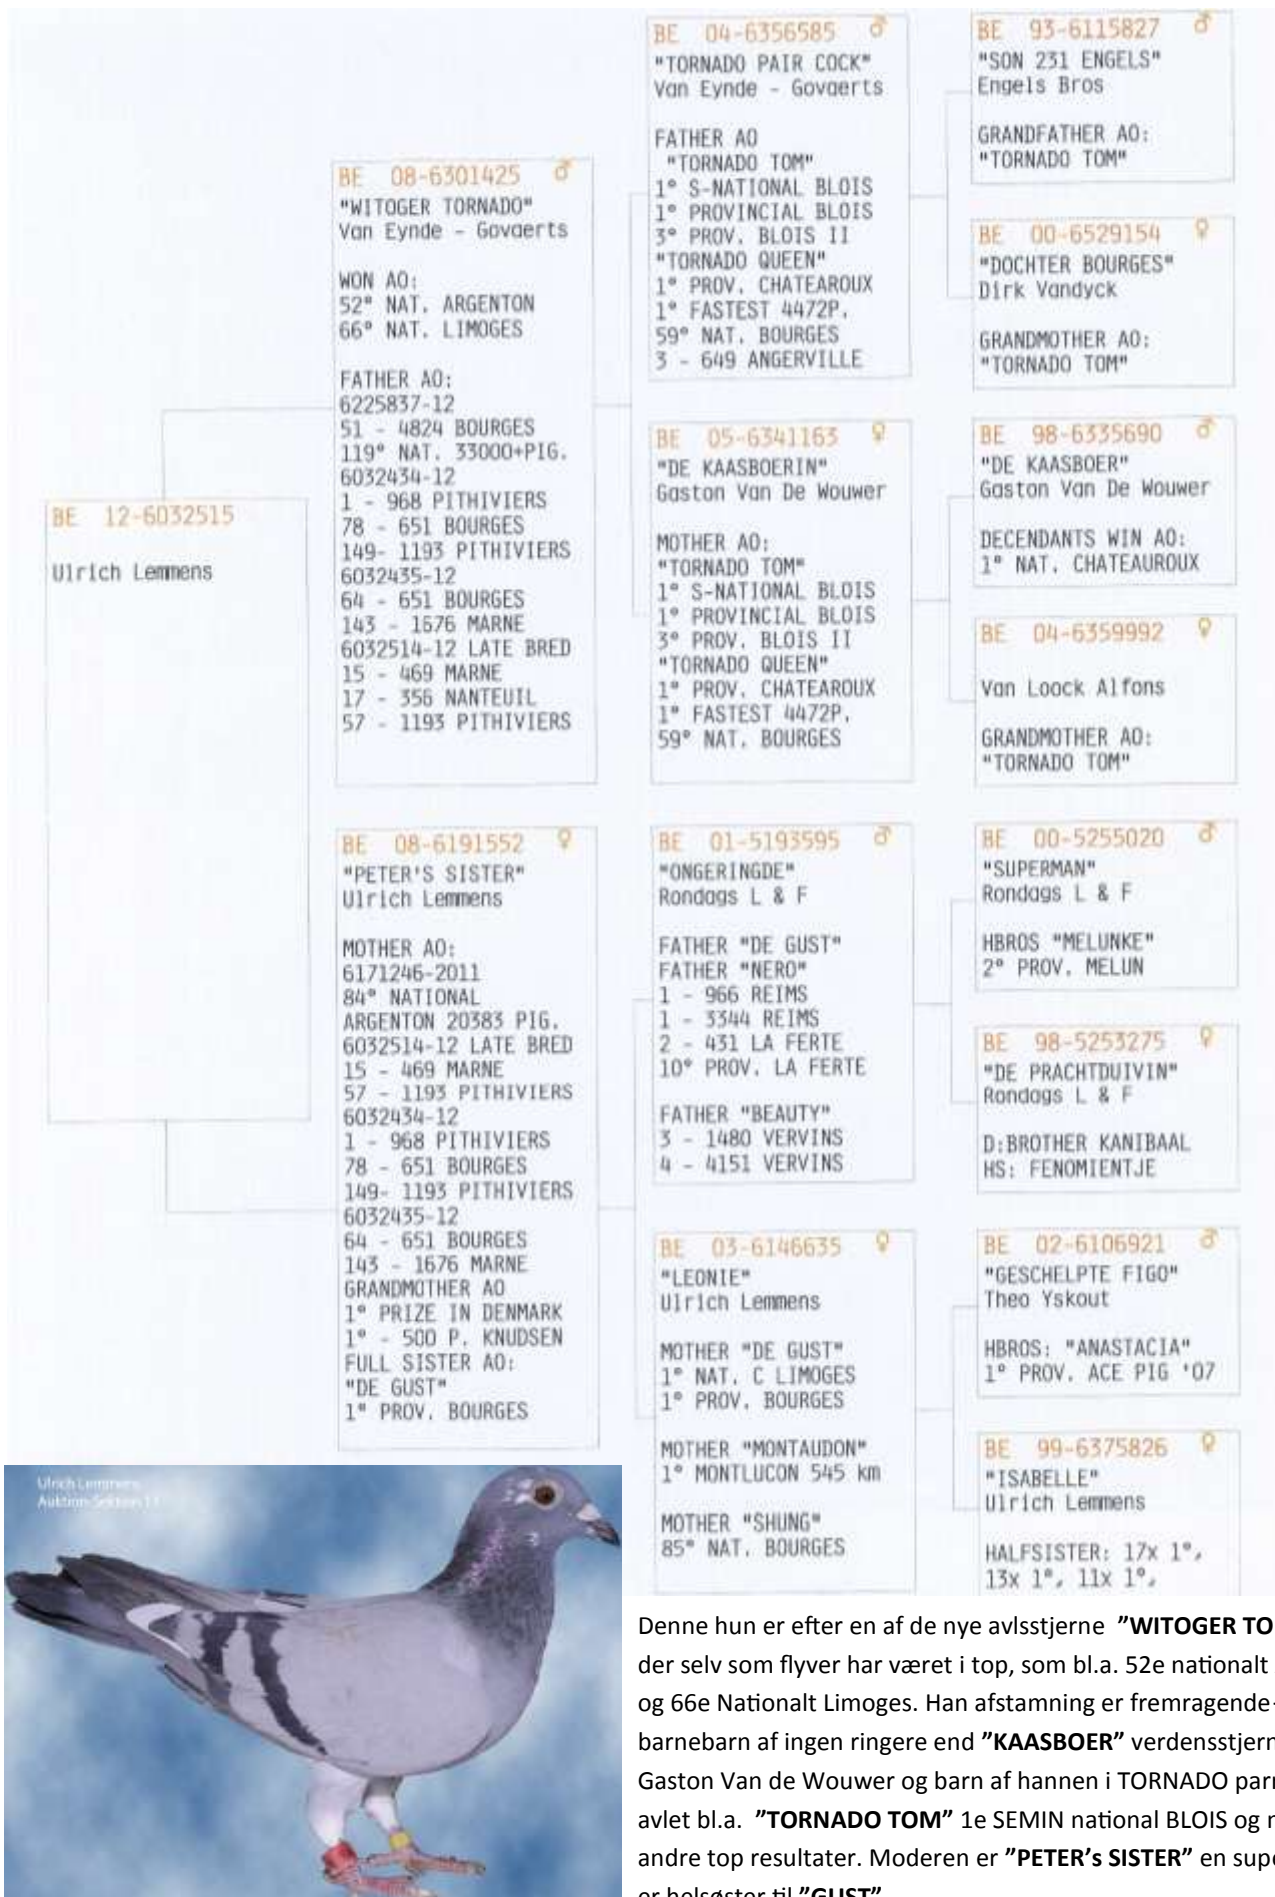 BE 12-6032515
Ulrich Lemmens
BE 08-6301425 ♂
"WITOGER TORNADO"
Van Eynde - Govaerts
WON AO:
52° NAT. ARGENTON
66° NAT. LIMOGES
FATHER AO:
6225837-12
51 - 4824 BOURGES
119° NAT. 33000+PIG.
6032434-12
1 - 968 PITHIVIERS
78 - 651 BOURGES
149- 1193 PITHIVIERS
6032435-12
64 - 651 BOURGES
143 - 1676 MARNE
6032514-12 LATE BRED
15 - 469 MARNE
17 - 356 NANTEUIL
57 - 1193 PITHIVIERS
BE 08-6191552 ♀
"PETER'S SISTER"
Ulrich Lemmens
MOTHER AO:
6171246-2011
84° NATIONAL
ARGENTON 20383 PIG.
6032514-12 LATE BRED
15 - 469 MARNE
57 - 1193 PITHIVIERS
6032434-12
1 - 968 PITHIVIERS
78 - 651 BOURGES
149- 1193 PITHIVIERS
6032435-12
64 - 651 BOURGES
143 - 1676 MARNE
GRANDMOTHER AO
1° PRIZE IN DENMARK
1° - 500 P. KNUDSEN
FULL SISTER AO:
"DE GUST"
1° PROV. BOURGES
BE 04-6356585 ♂
"TORNADO PAIR COCK"
Van Eynde - Govaerts
FATHER AO
"TORNADO TOM"
1° S-NATIONAL BLOIS
1° PROVINCIAL BLOIS
3° PROV. BLOIS II
"TORNADO QUEEN"
1° PROV. CHATEAROUX
1° FASTEST 4472P.
59° NAT. BOURGES
3 - 649 ANGERVILLE
BE 05-6341163 ♀
"DE KAASBOERIN"
Gaston Van De Wouwer
MOTHER AO:
"TORNADO TOM"
1° S-NATIONAL BLOIS
1° PROVINCIAL BLOIS
3° PROV. BLOIS II
"TORNADO QUEEN"
1° PROV. CHATEAROUX
1° FASTEST 4472P.
59° NAT. BOURGES
BE 01-5193595 ♂
"ONGERINGDE"
Rondags L & F
FATHER "DE GUST"
FATHER "NERO"
1 - 966 REIMS
1 - 3344 REIMS
2 - 431 LA FERTE
10° PROV. LA FERTE
FATHER "BEAUTY"
3 - 1480 VERVINS
4 - 4151 VERVINS
BE 03-6146635 ♀
"LEONIE"
Ulrich Lemmens
MOTHER "DE GUST"
1° NAT. C LIMOGES
1° PROV. BOURGES
MOTHER "MONTAUDON"
1° MONTLUCON 545 km
MOTHER "SHUNG"
85° NAT. BOURGES
BE 93-6115827 ♂
"SON 231 ENGELS"
Engels Bros
GRANDFATHER AO:
"TORNADO TOM"
BE 00-6529154 ♀
"DOCHTER BOURGES"
Dirk Vandyck
GRANDMOTHER AO:
"TORNADO TOM"
BE 98-6335690 ♂
"DE KAASBOER"
Gaston Van De Wouwer
DECENDANTS WIN AO:
1° NAT. CHATEAUROUX
BE 04-6359992 ♀
Van Loock Alfons
GRANDMOTHER AO:
"TORNADO TOM"
BE 00-5255020 ♂
"SUPERMAN"
Rondags L & F
HBROS "MELUNKE"
2° PROV. MELUN
BE 98-5253275 ♀
"DE PRACHTDUIVIN"
Rondags L & F
D:BROTHER KANIBAAL
HS: FENOMIENTJE
BE 02-6106921 ♂
"GESCHELPTE FIGO"
Theo Yskout
HBROS: "ANASTACIA"
1° PROV. ACE PIG '07
BE 99-6375826 ♀
"ISABELLE"
Ulrich Lemmens
HALFSISTER: 17x 1°,
13x 1°, 11x 1°,
Ulrich Lemmens
Auktion Sektion
Denne hun er efter en af de nye avlsstjerne ”WITOGER TO
der selv som flyver har været i top, som bl.a. 52e nationalt
og 66e Nationalt Limoges. Han afstamning er fremragende-
barnebarn af ingen ringere end ”KAASBOER” verdensstjern
Gaston Van de Wouwer og barn af hannen i TORNADO par
avlet bl.a. ”TORNADO TOM” 1e SEMIN national BLOIS og
andre top resultater. Moderen er ”PETER’s SISTER” en sup
er helsøster til ”GUST”